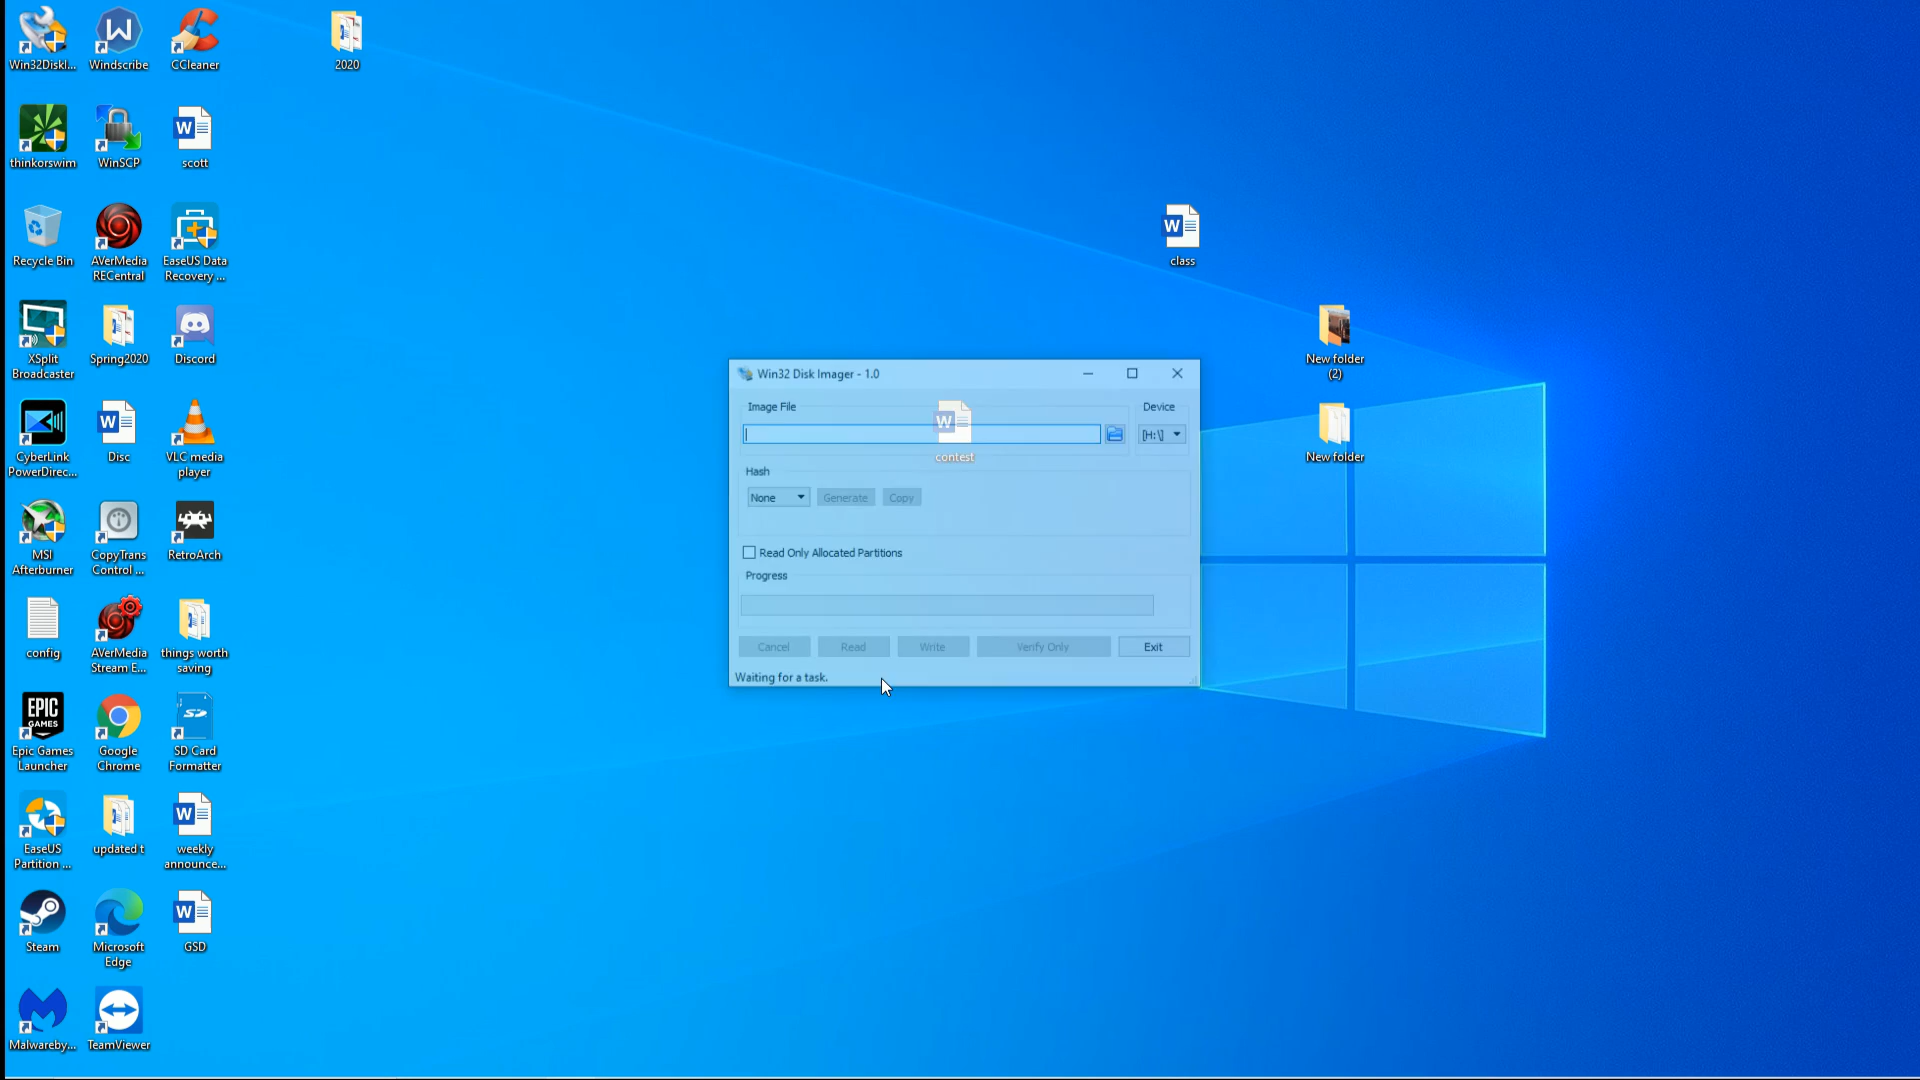 Win32DiskI...
Windscribe
CCleaner
2020
thinkorswim
WinSCP
scott
Recycle Bin
AVerMedia
RECentral
EaseUS Data
Recovery ...
class
XSplit
Broadcaster
Spring2020
Discord
New folder
(2)
Win32 Disk Imager - 1.0
Image File
Device
contest
[H:\]
Hash
None
Generate
Copy
Read Only Allocated Partitions
Progress
Cancel
Read
Write
Verify Only
Exit
Waiting for a task.
New folder
CyberLink
PowerDirec...
Disc
VLC media
player
MSI
Afterburner
CopyTrans
Control ...
RetroArch
config
AVerMedia
Stream E...
things worth
saving
EPIC
GAMES
Epic Games
Launcher
Google
Chrome
SD Card
Formatter
EaseUS
Partition ...
updated t
weekly
announce...
Steam
Microsoft
Edge
GSD
Malwareby...
TeamViewer